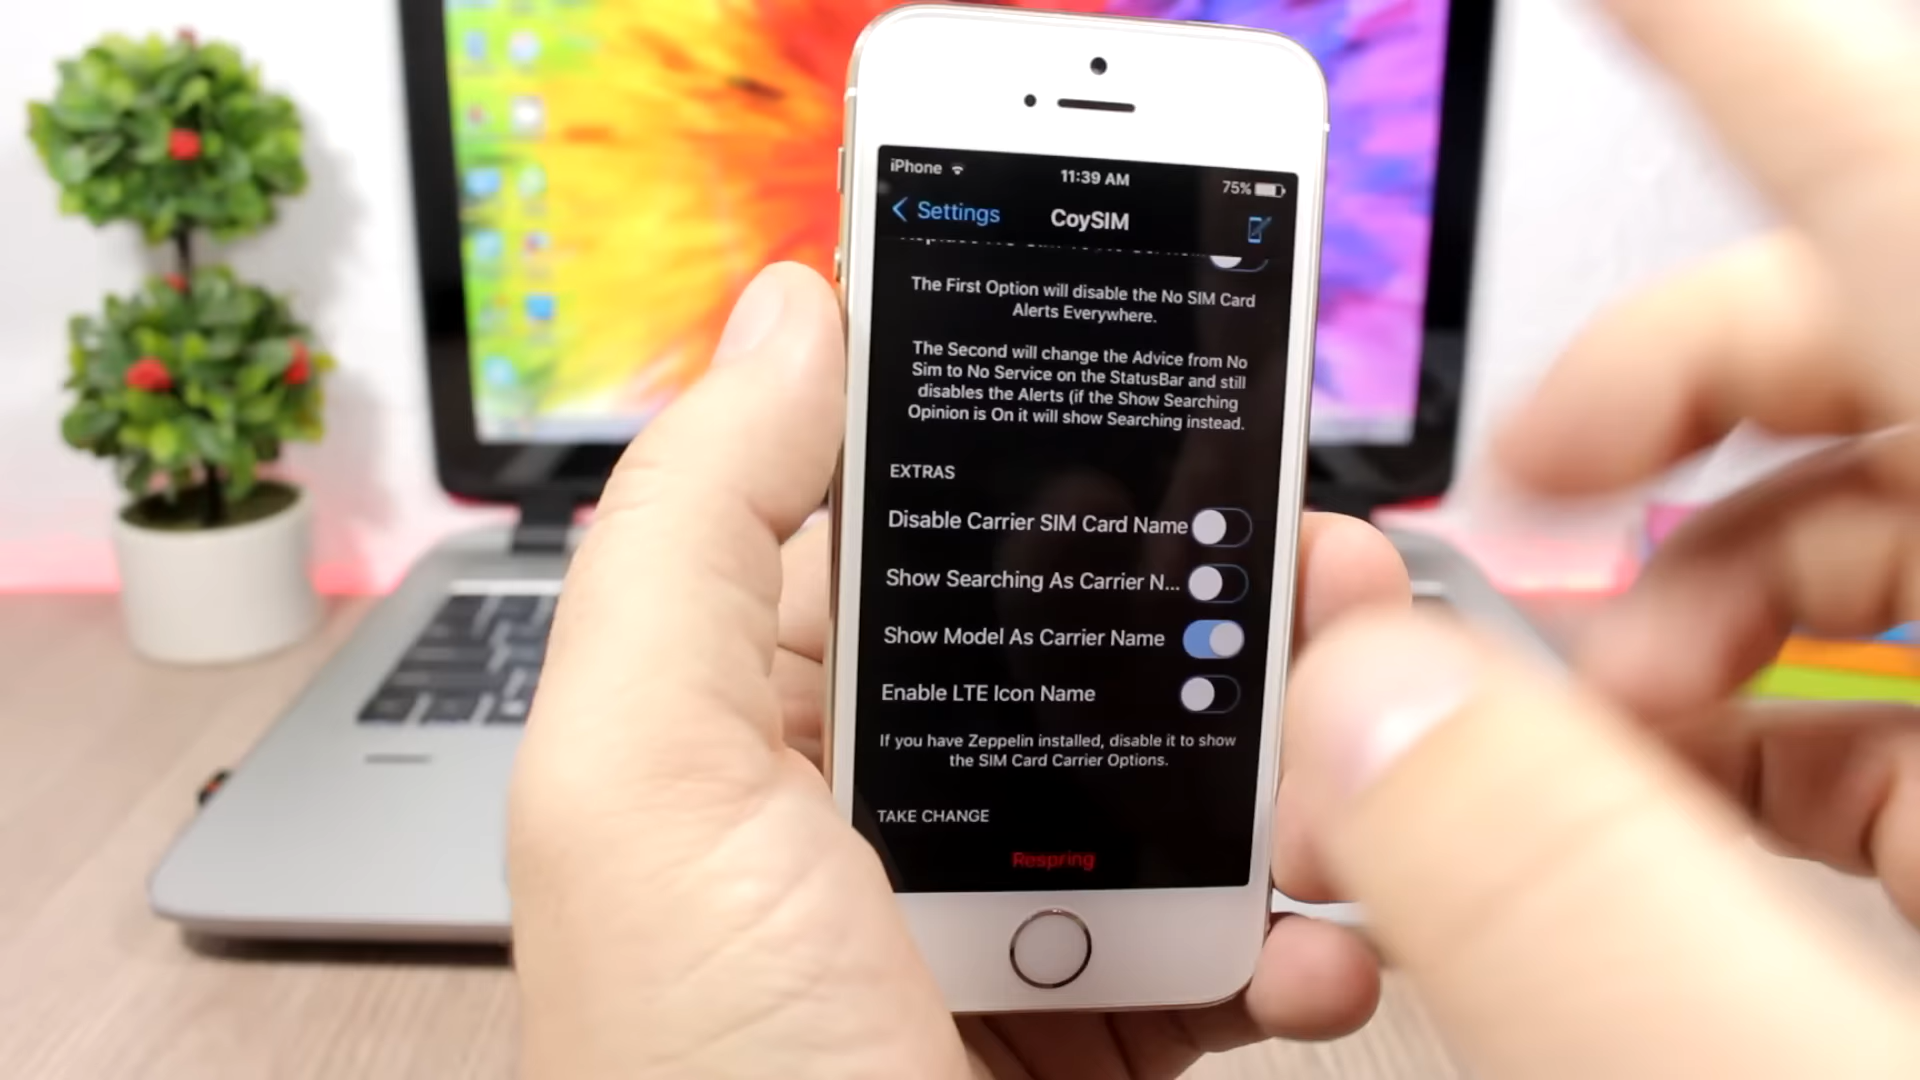 iPhone 11:39 AM 75%
Settings CoySIM
The First Option will disable the No SIM Card
Alerts Everywhere.
The Second will change the Advice from No
Sim to No Service on the StatusBar and still
disables the Alerts (if the Show Searching
Opinion is On it will show Searching instead.
EXTRAS
Disable Carrier SIM Card Name
Show Searching As Carrier N...
Show Model As Carrier Name
Enable LTE Icon Name
If you have Zeppelin installed, disable it to show
the SIM Card Carrier Options.
TAKE CHANGE
Respring